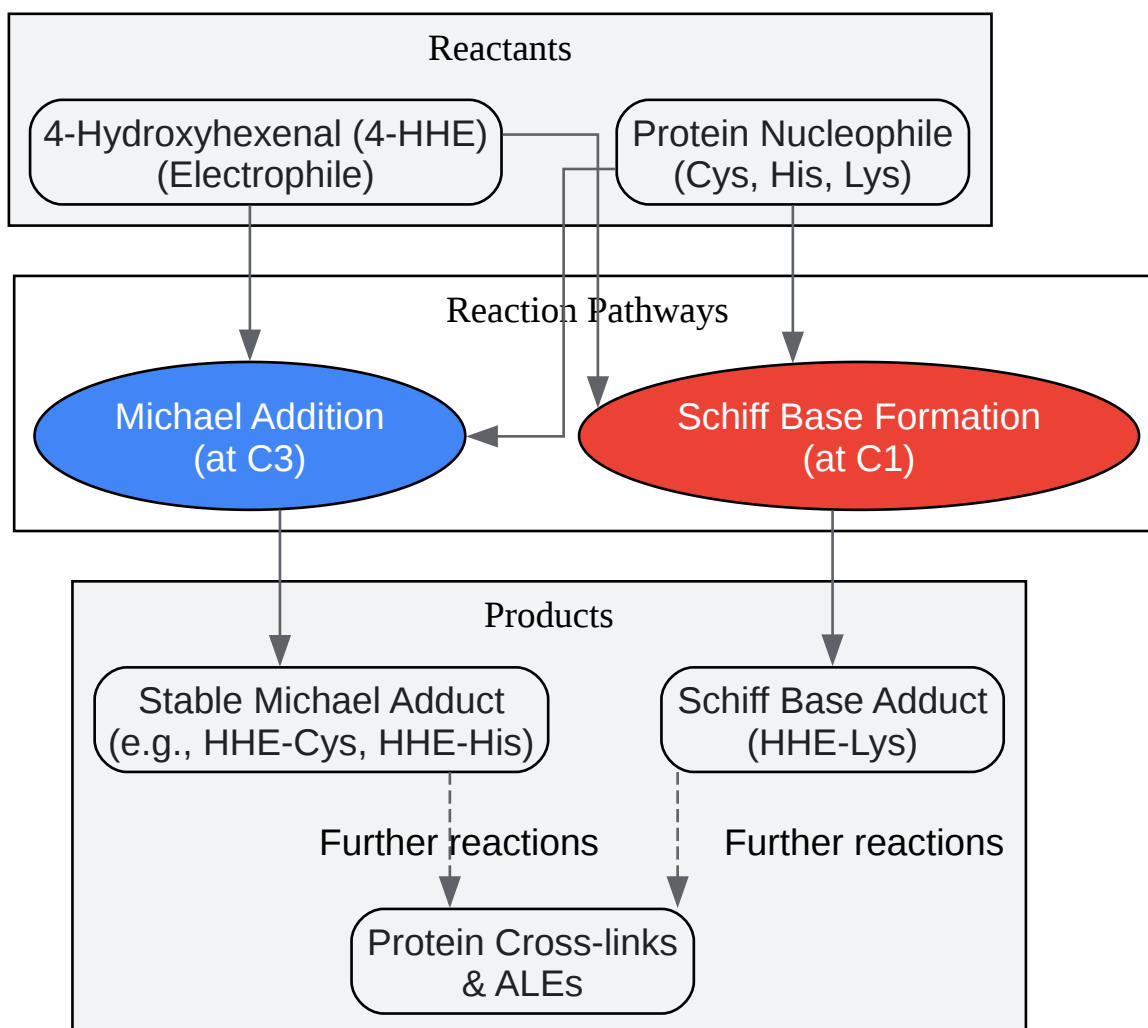 Reactants
4-Hydroxyhexenal (4-HHE)
(Electrophile)
Protein Nucleophile
(Cys, His, Lys)
Reaction Pathways
Michael Addition
(at C3)
Schiff Base Formation
(at C1)
Products
Stable Michael Adduct
(e.g., HHE-Cys, HHE-His)
Schiff Base Adduct
(HHE-Lys)
Further reactions
Further reactions
Protein Cross-links
& ALEs